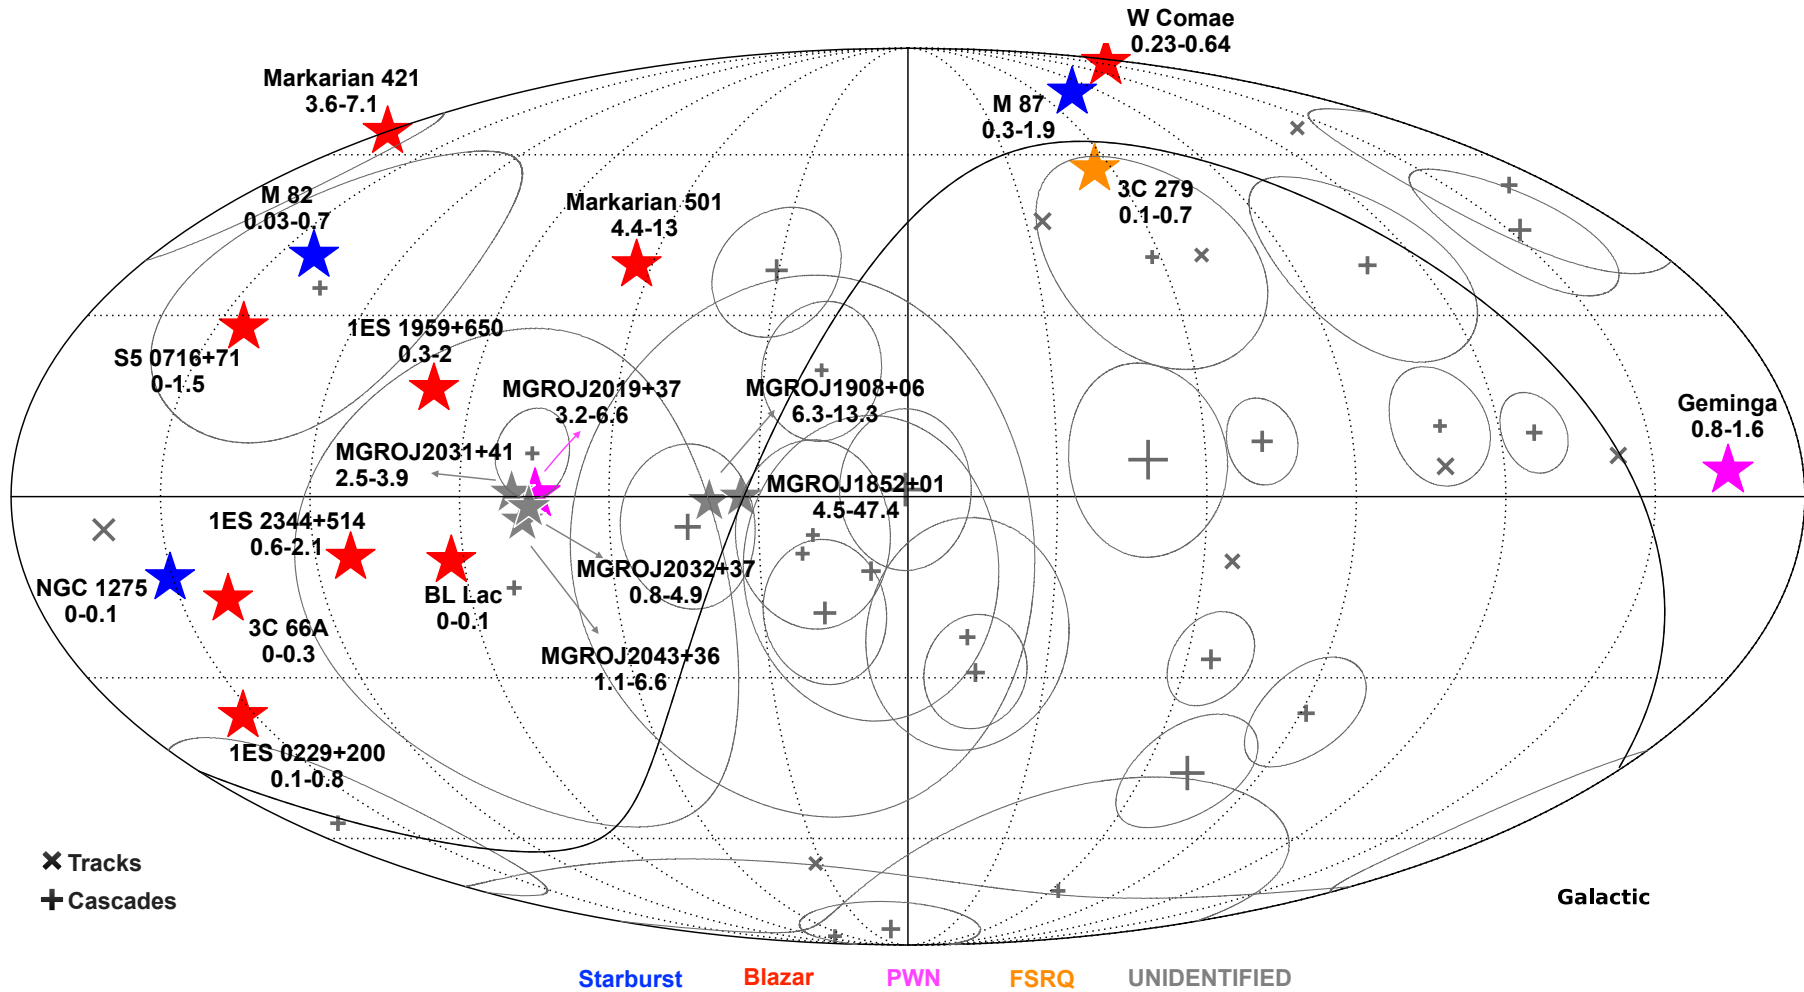 W Comae
0.23-0.64
Markarian 421
3.6-7.1
M 87
0.3-1.9
M 82
0.03-0.7
Markarian 501
4.4-13
3C 279
0.1-0.7
S5 0716+71
0-1.5
1ES 1959+650
0.3-2
MGROJ2019+37
3.2-6.6
MGROJ1908+06
6.3-13.3
Geminga
0.8-1.6
MGROJ2031+41
2.5-3.9
MGROJ1852+01
4.5-47.4
1ES 2344+514
0.6-2.1
NGC 1275
0-0.1
BL Lac
0-0.1
MGROJ2032+37
0.8-4.9
3C 66A
0-0.3
MGROJ2043+36
1.1-6.6
1ES 0229+200
0.1-0.8
Tracks
Cascades
Galactic
Starburst Blazar PWN FSRQ UNIDENTIFIED